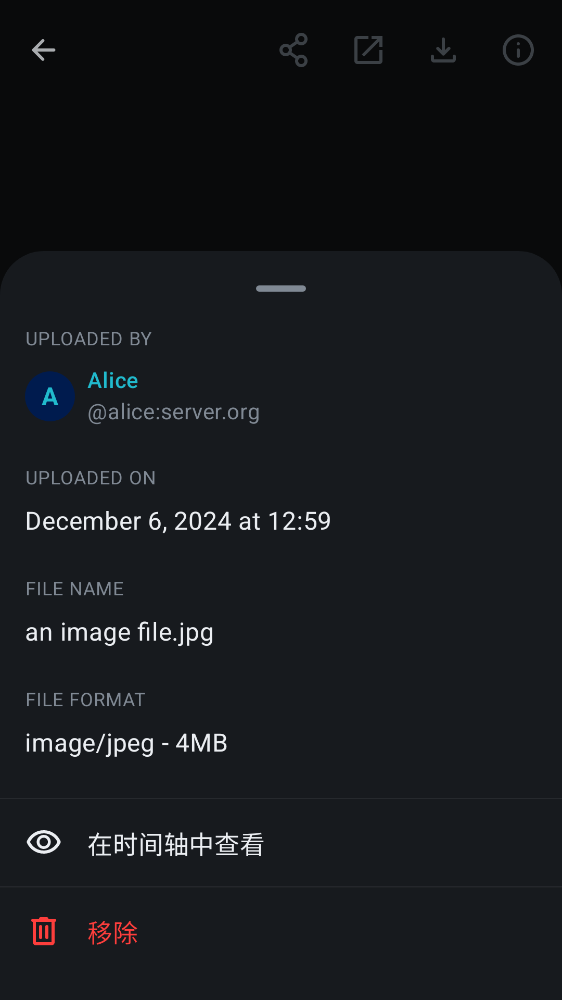 UPLOADED BY
A
Alice
@alice:server.org
UPLOADED ON
December 6, 2024 at 12:59
FILE NAME
an image file.jpg
FILE FORMAT
image/jpeg - 4MB
在时间轴中查看
移除